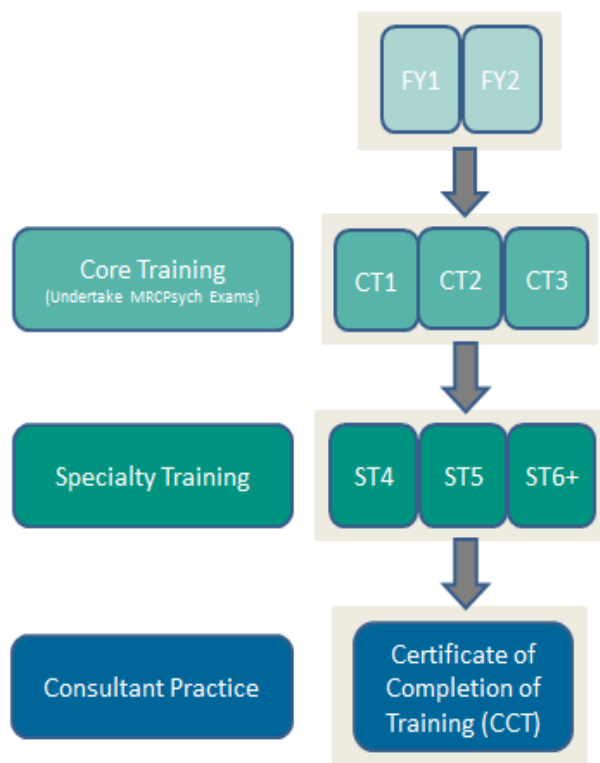 FY1 FY2
Core Training
(Undertake MRCPsych Exams)
CT1 CT2 CT3
Specialty Training
ST4 ST5 ST6+
Consultant Practice
Certificate of
Completion of
Training (CCT)